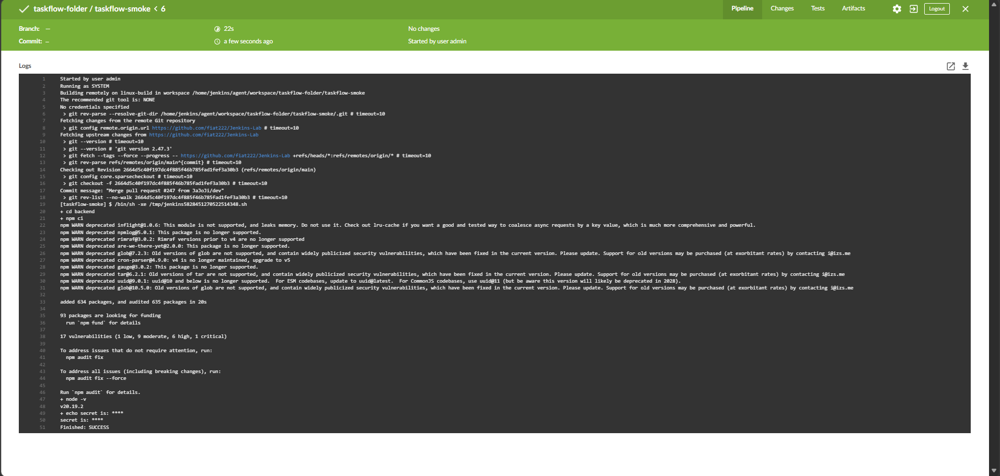 taskflow-folder / taskflow-smoke < 6
Pipeline
Changes
Tests
Artifacts
Logout
Branch: —
22s
No changes
Commit: –
a few seconds ago
Started by user admin
Logs
1 Started by user admin
2 Running as SYSTEM
3 Building remotely on linux-build in workspace /home/jenkins/agent/workspace/taskflow-folder/taskflow-smoke
4 The recommended git tool is: NONE
5 No credentials specified
6 > git rev-parse --resolve-git-dir /home/jenkins/agent/workspace/taskflow-folder/taskflow-smoke/.git # timeout=10
7 Fetching changes from the remote Git repository
8 > git config remote.origin.url https://github.com/fiat222/Jenkins-Lab # timeout=10
9 Fetching upstream changes from https://github.com/fiat222/Jenkins-Lab
10 > git --version # timeout=10
11 > git --version # 'git version 2.47.3'
12 > git fetch --tags --force --progress -- https://github.com/fiat222/Jenkins-Lab +refs/heads/*:refs/remotes/origin/* # timeout=10
13 > git rev-parse refs/remotes/origin/main^{commit} # timeout=10
14 Checking out Revision 2664d5c40f197dc4f885f46b785fad1fef3a30b3 (refs/remotes/origin/main)
15 > git config core.sparsecheckout # timeout=10
16 > git checkout -f 2664d5c40f197dc4f885f46b785fad1fef3a30b3 # timeout=10
17 Commit message: "Merge pull request #247 from JaJoJi/dev"
18 > git rev-list --no-walk 2664d5c40f197dc4f885f46b785fad1fef3a30b3 # timeout=10
19 [taskflow-smoke] $ /bin/sh -xe /tmp/jenkins5828451270522514348.sh
20 + cd backend
21 + npm ci
22 npm WARN deprecated inflight@1.0.6: This module is not supported, and leaks memory. Do not use it. Check out lru-cache if you want a good and tested way to coalesce async requests by a key value, which is much more comprehensive and powerful.
23 npm WARN deprecated npmlog@5.0.1: This package is no longer supported.
24 npm WARN deprecated rimraf@3.0.2: Rimraf versions prior to v4 are no longer supported
25 npm WARN deprecated are-we-there-yet@2.0.0: This package is no longer supported.
26 npm WARN deprecated glob@7.2.3: Old versions of glob are not supported, and contain widely publicized security vulnerabilities, which have been fixed in the current version. Please update. Support for old versions may be purchased (at exorbitant rates) by contacting i@izs.me
27 npm WARN deprecated cron-parser@4.9.0: v4 is no longer maintained, upgrade to v5
28 npm WARN deprecated gauge@3.0.2: This package is no longer supported.
29 npm WARN deprecated tar@6.2.1: Old versions of tar are not supported, and contain widely publicized security vulnerabilities, which have been fixed in the current version. Please update. Support for old versions may be purchased (at exorbitant rates) by contacting i@izs.me
30 npm WARN deprecated uuid@9.0.1: uuid@10 and below is no longer supported.  For ESM codebases, update to uuid@latest.  For CommonJS codebases, use uuid@11 (but be aware this version will likely be deprecated in 2028).
31 npm WARN deprecated glob@10.5.0: Old versions of glob are not supported, and contain widely publicized security vulnerabilities, which have been fixed in the current version. Please update. Support for old versions may be purchased (at exorbitant rates) by contacting i@izs.me
32
33 added 634 packages, and audited 635 packages in 20s
34
35 93 packages are looking for funding
36 run `npm fund` for details
37
38 17 vulnerabilities (1 low, 9 moderate, 6 high, 1 critical)
39
40 To address issues that do not require attention, run:
41 npm audit fix
42
43 To address all issues (including breaking changes), run:
44 npm audit fix --force
45
46 Run `npm audit` for details.
47 + node -v
48 v20.19.2
49 + echo secret is: ****
50 secret is: ****
51 Finished: SUCCESS